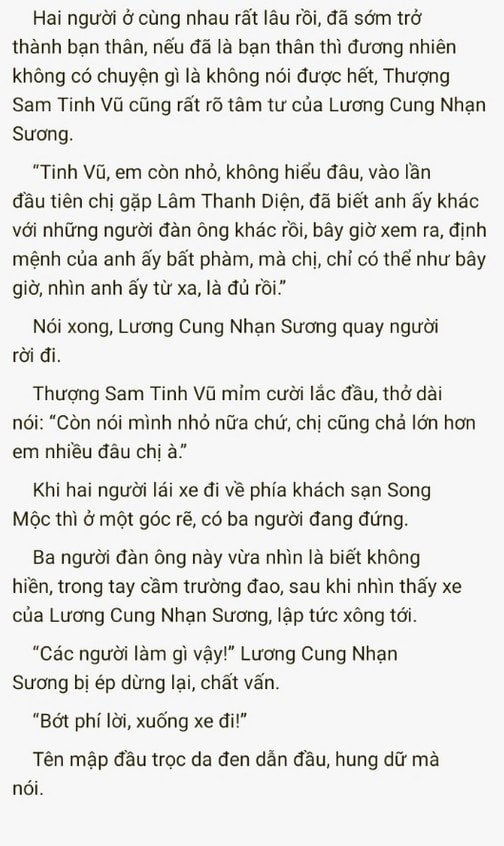 Hai người ở cùng nhau rất lâu rồi, đã sớm trở
thành bạn thân, nếu đã là bạn thân thì đương nhiên
không có chuyện gì là không nói được hết, Thượng
Sam Tinh Vũ cũng rất rõ tâm tư của Lương Cung Nhạn
Sương.
“Tinh Vũ, em còn nhỏ, không hiểu đâu, vào lần
đầu tiên chị gặp Lâm Thanh Diện, đã biết anh ấy khác
với những người đàn ông khác rồi, bây giờ xem ra, định
mệnh của anh ấy bất phàm, mà chị, chỉ có thể như bây
giờ, nhìn anh ấy từ xa, là đủ rồi.”
Nói xong, Lương Cung Nhạn Sương quay người
rời đi.
Thượng Sam Tinh Vũ mỉm cười lắc đầu, thở dài
nói: “Còn nói mình nhỏ nữa chứ, chị cũng chả lớn hơn
em nhiều đâu chị à.”
Khi hai người lái xe đi về phía khách sạn Song
Mộc thì ở một góc rẽ, có ba người đang đứng.
Ba người đàn ông này vừa nhìn là biết không
hiền, trong tay cầm trường đao, sau khi nhìn thấy xe
của Lương Cung Nhạn Sương, lập tức xông tới.
“Các người làm gì vậy!” Lương Cung Nhạn
Sương bị ép dừng lại, chất vấn.
“Bớt phí lời, xuống xe đi!”
Tên mập đầu trọc da đen dẫn đầu, hung dữ mà
nói.